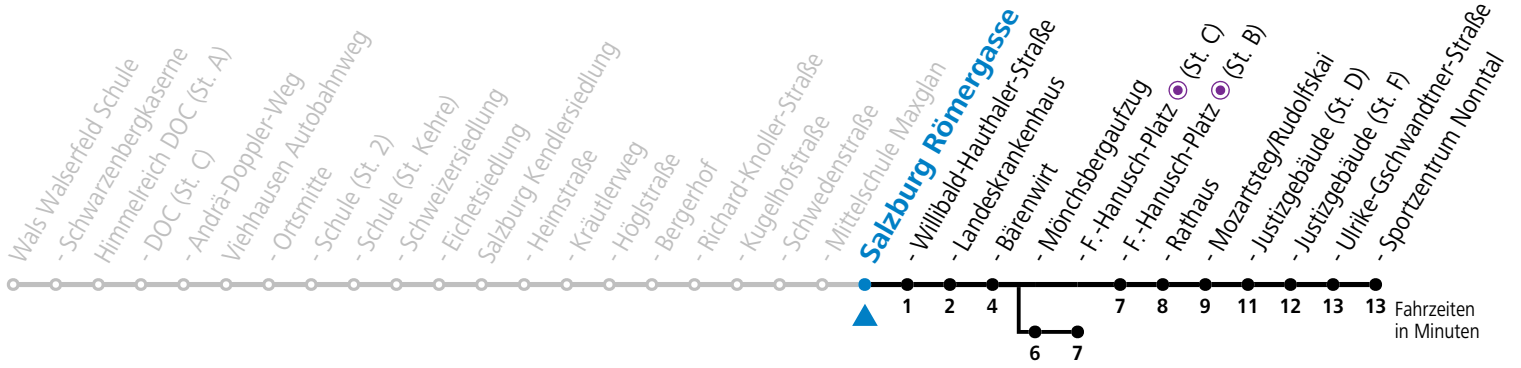 Wals Walserfeld Schule
- Schwarzenbergkaserne
Himmelreich DOC (St. A)
- DOC (St. C)
- Andrä-Doppler-Weg
Viehhausen Autobahnweg
- Ortsmitte
- Schule (St. 2)
- Schule (St. Kehre)
- Schweizersiedlung
- Eichetsiedlung
Salzburg Kendlersiedlung
- Heimstraße
- Kräutlerweg
- Höglstraße
- Bergerhof
- Richard-Knoller-Straße
- Kugelhofstraße
- Schwedenstraße
- Mittelschule Maxglan
Salzburg Römergasse
- Willibald-Hauthaler-Straße
- Landeskrankenhaus
- Bärenwirt
- Mönchsbergaufzug
- F.-Hanusch-Platz (St. C)
- F.-Hanusch-Platz (St. B)
- Rathaus
- Mozartsteg/Rudolfskai
- Justizgebäude (St. D)
- Justizgebäude (St. F)
- Ulrike-Gschwandtner-Straße
- Sportzentrum Nonntal
1 2 4 7 8 9 11 12 13 13
Fahrzeiten
in Minuten
6 7